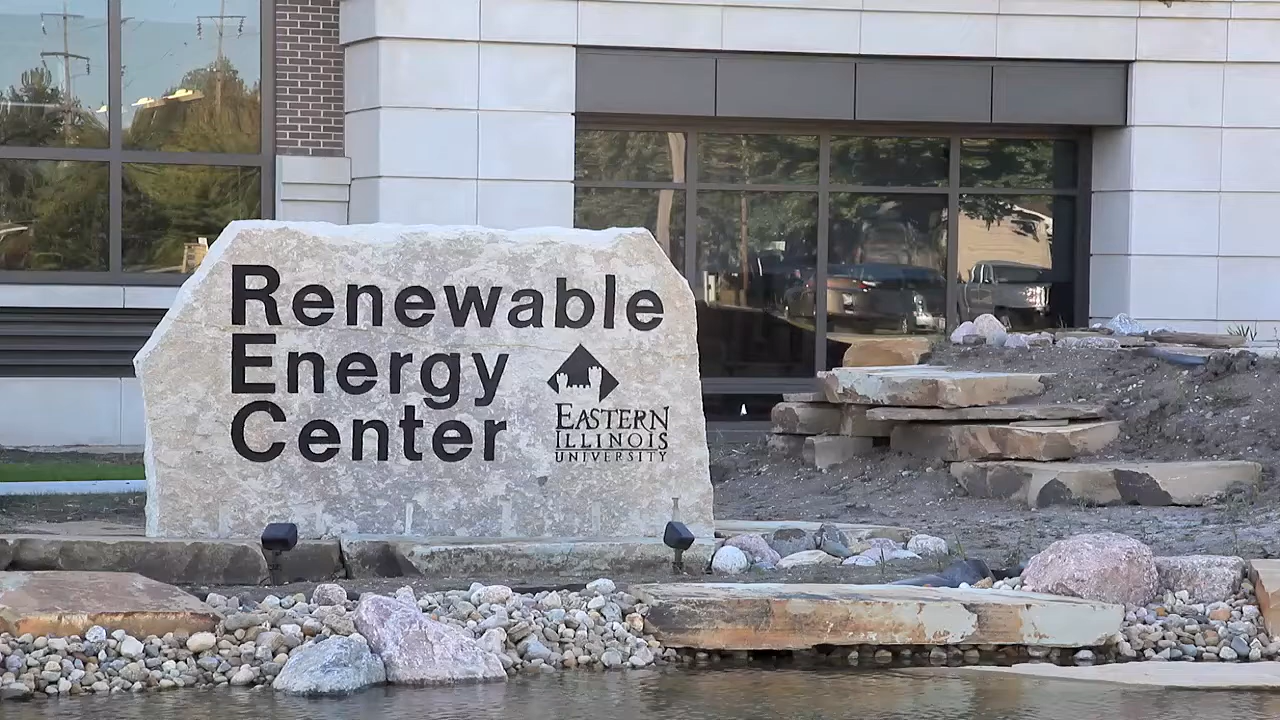 Renewable
Energy
Center
EASTERN
ILLINOIS
UNIVERSITY